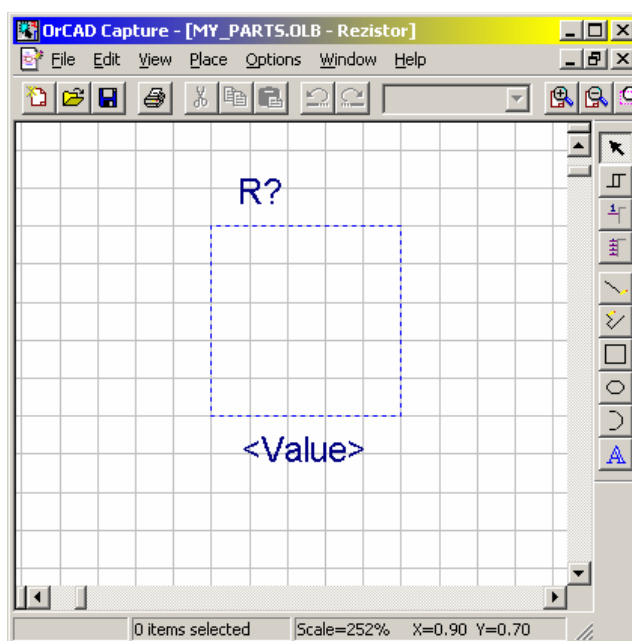 OrCAD Capture - [MY_PARTS.OLB - Rezistor]
File Edit View Place Options Window Help
R?
<Value>
0 items selected Scale=252% X=0.90 Y=0.70